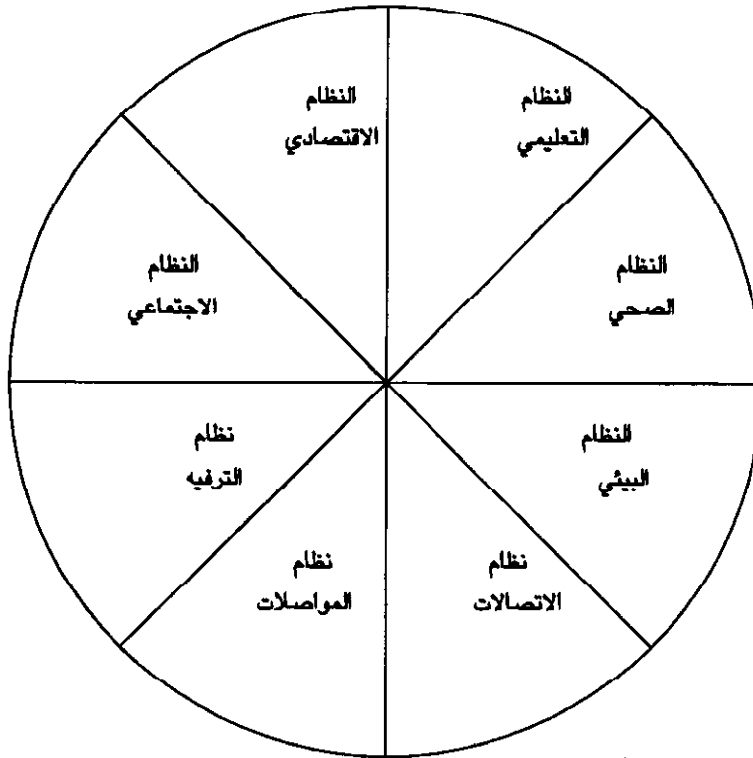 النظام
التعليمي
النظام
الاقتصادي
النظام
الصحي
النظام
الاجتماعي
النظام
البيئي
نظام
الترفيه
نظام
الاتصالات
نظام
المواصلات